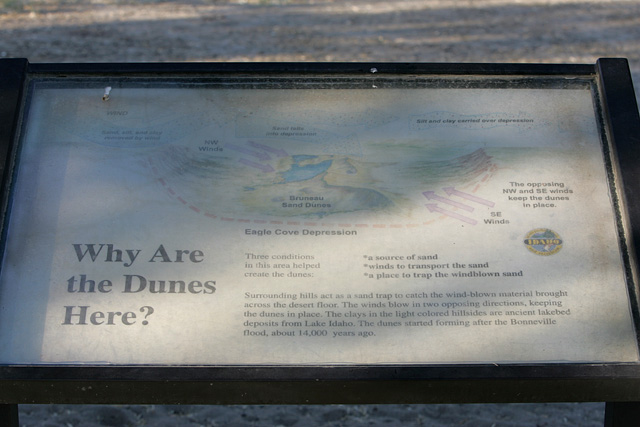 Sand falls
into depression
Silt and clay carried over depression
NW
Winds
Bruneau
Sand Dunes
The opposing
NW and SE winds
keep the dunes
in place.
SE
Winds
Eagle Cove Depression
IDAHO
Why Are
the Dunes
Here?
Three conditions
in this area helped
create the dunes:
*a source of sand
*winds to transport the sand
*a place to trap the windblown sand
Surrounding hills act as a sand trap to catch the wind-blown material brought
across the desert floor. The winds blow in two opposing directions, keeping
the dunes in place. The clays in the light colored hillsides are ancient lakebed
deposits from Lake Idaho. The dunes started forming after the Bonneville
flood, about 14,000 years ago.